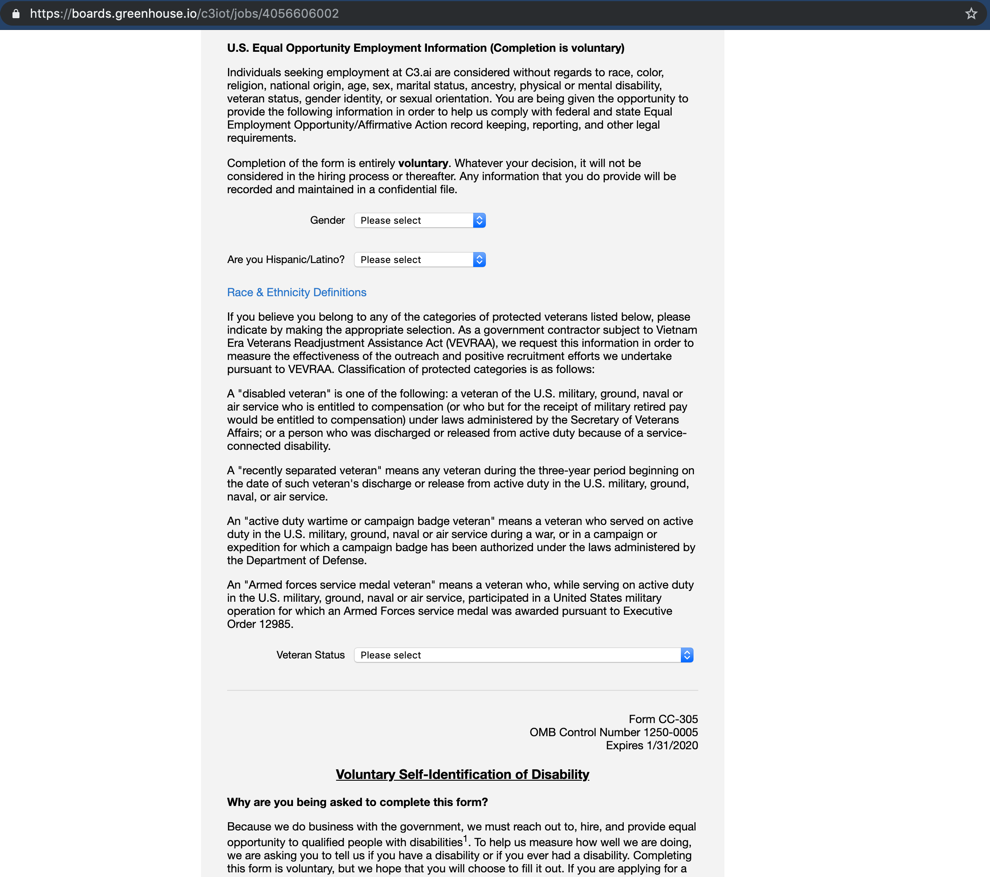 https://boards.greenhouse.io/c3iot/jobs/4056606002
U.S. Equal Opportunity Employment Information (Completion is voluntary)
Individuals seeking employment at C3.ai are considered without regards to race, color,
religion, national origin, age, sex, marital status, ancestry, physical or mental disability,
veteran status, gender identity, or sexual orientation. You are being given the opportunity to
provide the following information in order to help us comply with federal and state Equal
Employment Opportunity/Affirmative Action record keeping, reporting, and other legal
requirements.
Completion of the form is entirely voluntary. Whatever your decision, it will not be
considered in the hiring process or thereafter. Any information that you do provide will be
recorded and maintained in a confidential file.
Gender Please select
Are you Hispanic/Latino? Please select
Race & Ethnicity Definitions
If you believe you belong to any of the categories of protected veterans listed below, please
indicate by making the appropriate selection. As a government contractor subject to Vietnam
Era Veterans Readjustment Assistance Act (VEVRAA), we request this information in order to
measure the effectiveness of the outreach and positive recruitment efforts we undertake
pursuant to VEVRAA. Classification of protected categories is as follows:
A "disabled veteran" is one of the following: a veteran of the U.S. military, ground, naval or
air service who is entitled to compensation (or who but for the receipt of military retired pay
would be entitled to compensation) under laws administered by the Secretary of Veterans
Affairs; or a person who was discharged or released from active duty because of a service-
connected disability.
A "recently separated veteran" means any veteran during the three-year period beginning on
the date of such veteran's discharge or release from active duty in the U.S. military, ground,
naval, or air service.
An "active duty wartime or campaign badge veteran" means a veteran who served on active
duty in the U.S. military, ground, naval or air service during a war, or in a campaign or
expedition for which a campaign badge has been authorized under the laws administered by
the Department of Defense.
An "Armed forces service medal veteran" means a veteran who, while serving on active duty
in the U.S. military, ground, naval or air service, participated in a United States military
operation for which an Armed Forces service medal was awarded pursuant to Executive
Order 12985.
Veteran Status Please select
Form CC-305
OMB Control Number 1250-0005
Expires 1/31/2020
Voluntary Self-Identification of Disability
Why are you being asked to complete this form?
Because we do business with the government, we must reach out to, hire, and provide equal
opportunity to qualified people with disabilities1. To help us measure how well we are doing,
we are asking you to tell us if you have a disability or if you ever had a disability. Completing
this form is voluntary, but we hope that you will choose to fill it out. If you are applying for a